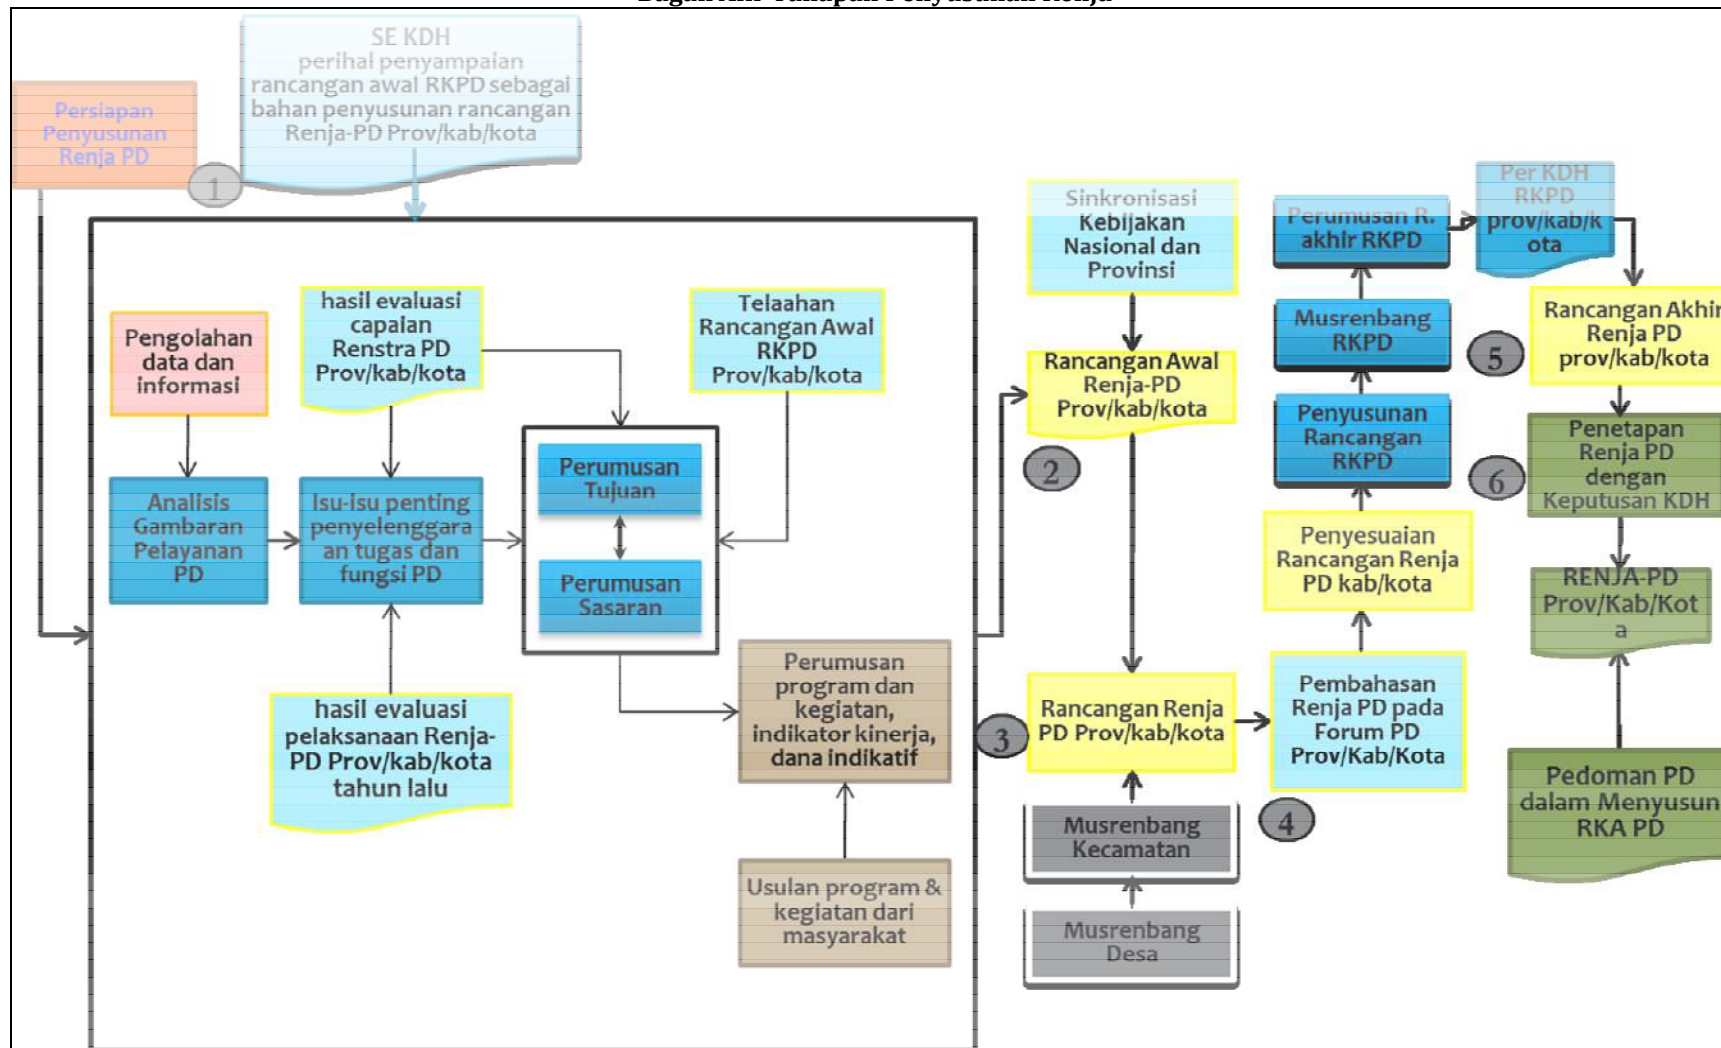 Bagan Alir Tahapan Penyusunan Renja
SE KDH
perihal penyampaian
rancangan awal RKPD sebagai
bahan penyusunan rancangan
Renja-PD Prov/kab/kota
Persiapan
Penyusunan
Renja PD
1
Pengolahan
data dan
informasi
hasil evaluasi
capaian
Renstra PD
Prov/kab/kota
Telaahan
Rancangan Awal
RKPD
Prov/kab/kota
Analisis
Gambaran
Pelayanan
PD
Isu-isu penting
penyelenggara
an tugas dan
fungsi PD
Perumusan
Tujuan
Perumusan
Sasaran
hasil evaluasi
pelaksanaan Renja-
PD Prov/kab/kota
tahun lalu
Perumusan
program dan
kegiatan,
indikator kinerja,
dana indikatif
Usulan program &
kegiatan dari
masyarakat
Sinkronisasi
Kebijakan
Nasional dan
Provinsi
Rancangan Awal
Renja-PD
Prov/kab/kota
2
Rancangan Renja
PD Prov/kab/kota
3
Musrenbang
Kecamatan
Musrenbang
Desa
Pembahasan
Renja PD pada
Forum PD
Prov/Kab/Kota
4
Penyesuaian
Rancangan Renja
PD kab/kota
Penyusunan
Rancangan
RKPD
Musrenbang
RKPD
Perumusan R.
akhir RKPD
Per KDH
RKPD
prov/kab/k
ota
Rancangan Akhir
Renja PD
prov/kab/kota
5
Penetapan
Renja PD
dengan
Keputusan KDH
6
RENJA-PD
Prov/Kab/Kot
a
Pedoman PD
dalam Menyusun
RKA PD